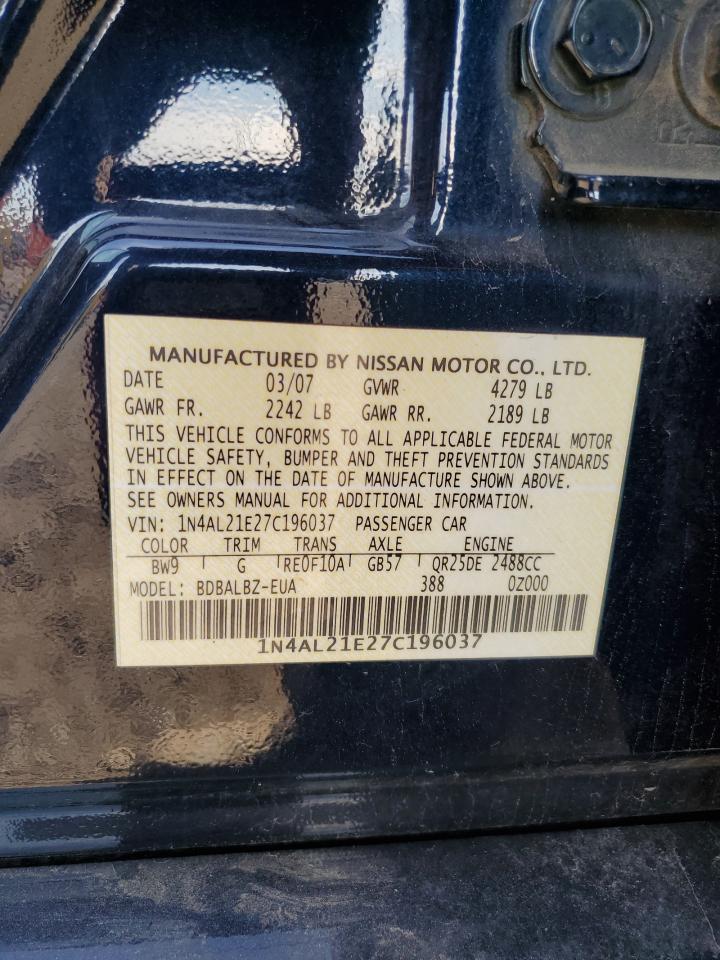 MANUFACTURED BY NISSAN MOTOR CO., LTD.
DATE 03/07 GVWR 4279 LB
GAWR FR. 2242 LB GAWR RR. 2189 LB
THIS VEHICLE CONFORMS TO ALL APPLICABLE FEDERAL MOTOR
VEHICLE SAFETY, BUMPER AND THEFT PREVENTION STANDARDS
IN EFFECT ON THE DATE OF MANUFACTURE SHOWN ABOVE.
SEE OWNERS MANUAL FOR ADDITIONAL INFORMATION.
VIN: 1N4AL21E27C196037 PASSENGER CAR
COLOR TRIM TRANS AXLE ENGINE
BW9 G RE0F10A GB57 QR25DE 2488CC
MODEL: BDBALBZ-EUA 388 0Z000
1N4AL21E27C196037